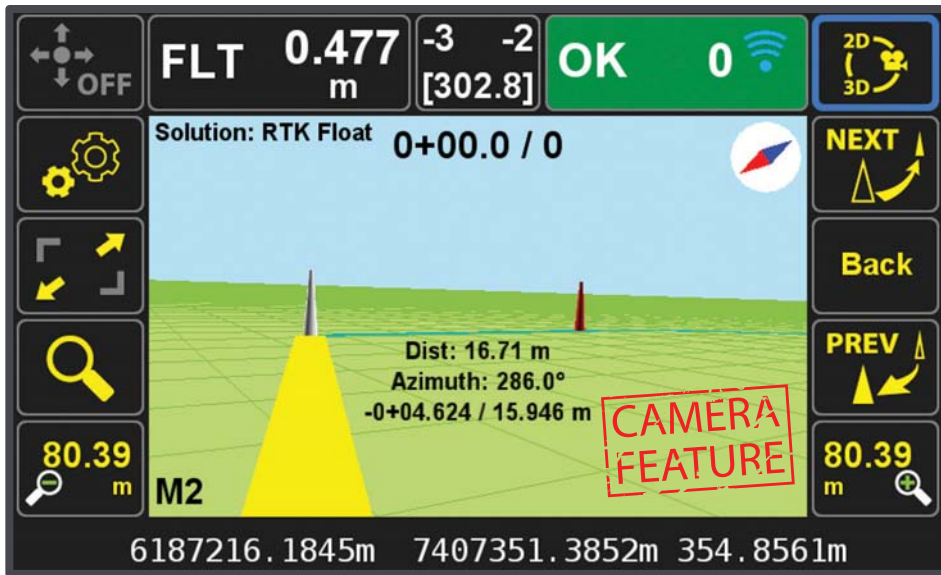 OFF
FLT 0.477 m
-3 -2
[302.8]
OK 0
2D
3D
Solution: RTK Float
0+00.0 / 0
NEXT
Back
PREV
Dist: 16.71 m
Azimuth: 286.0°
-0+04.624 / 15.946 m
CAMERA
FEATURE
80.39
m
M2
80.39
m
6187216.1845m 7407351.3852m 354.8561m